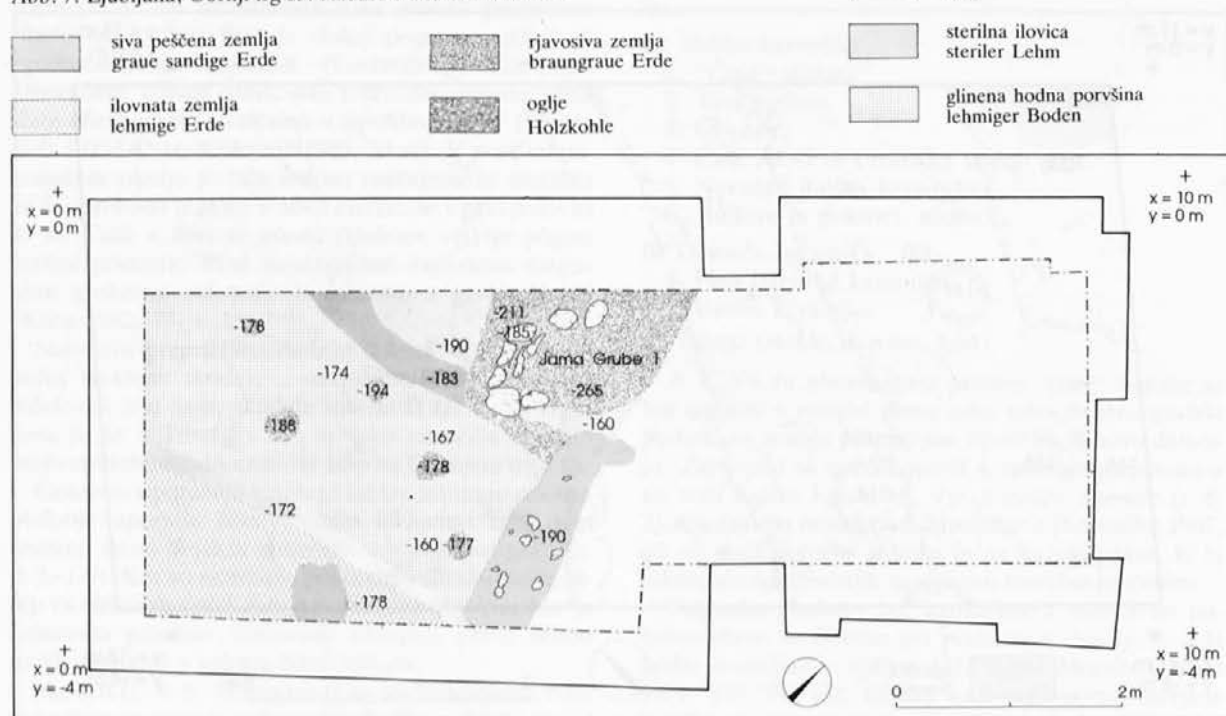 siva peščena zemlja
graue sandige Erde
rjavosiva zemlja
braungraue Erde
sterilna ilovica
steriler Lehm
ilovnata zemlja
lehmige Erde
oglje
Holzkohle
glinena hodna porvšina
lehmiger Boden
x = 0 m
y = 0 m
x = 10 m
y = 0 m
-178
-211
-185
-190
Jama Grube 1
-174
-194
-183
-265
-188
-167
-160
-178
-172
-160 -177
-190
-178
x = 0 m
y = -4 m
x = 10 m
y = -4 m
0 2 m